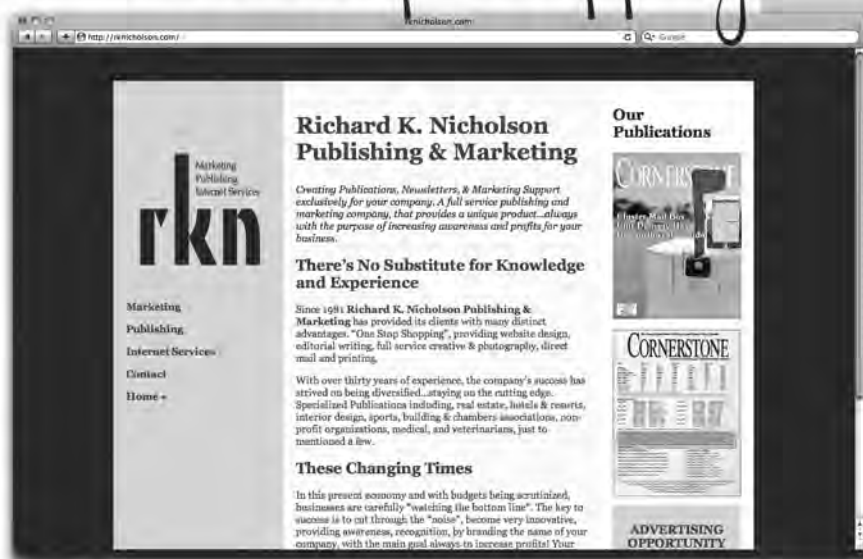 rknicholson.com
http://rknicholson.com/
Google
Marketing
Publishing
Internet Services
rkn
Marketing
Publishing
Internet Services
Contact
Home
Richard K. Nicholson
Publishing & Marketing
Creating Publications, Newsletters, & Marketing Support
exclusively for your company. A full service publishing and
marketing company, that provides a unique product...always
with the purpose of increasing awareness and profits for your
business.
There's No Substitute for Knowledge
and Experience
Since 1981 Richard K. Nicholson Publishing &
Marketing has provided its clients with many distinct
advantages. "One Stop Shopping", providing website design,
editorial writing, full service creative & photography, direct
mail and printing.
With over thirty years of experience, the company's success has
strived on being diversified...staying on the cutting edge.
Specialized Publications including, real estate, hotels & resorts,
interior design, sports, building & chambers associations, non-
profit organizations, medical, and veterinarians, just to
mentioned a few.
These Changing Times
In this present economy and with budgets being scrutinized,
businesses are carefully "watching the bottom line". The key to
success is to cut through the "noise", become very innovative,
providing awareness, recognition, by branding the name of your
company, with the main goal always to increase profits! Your
Our
Publications
CORNERSTONE
Cluster Mail Box
CORNERSTONE
ADVERTISING
OPPORTUNITY